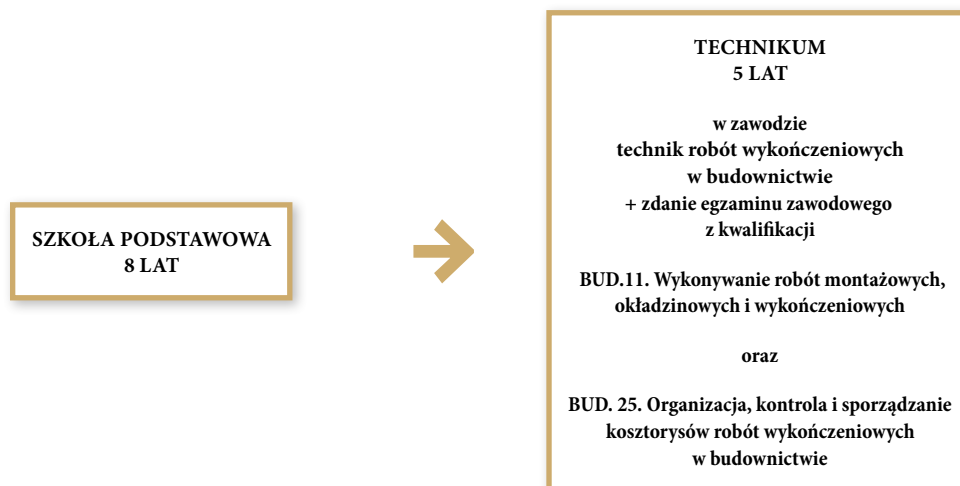 SZKOŁA PODSTAWOWA
8 LAT
TECHNIKUM
5 LAT
w zawodzie
technik robót wykończeniowych
w budownictwie
+ zdanie egzaminu zawodowego
z kwalifikacji
BUD.11. Wykonywanie robót montażowych,
okładzinowych i wykończeniowych
oraz
BUD. 25. Organizacja, kontrola i sporządzanie
kosztorysów robót wykończeniowych
w budownictwie